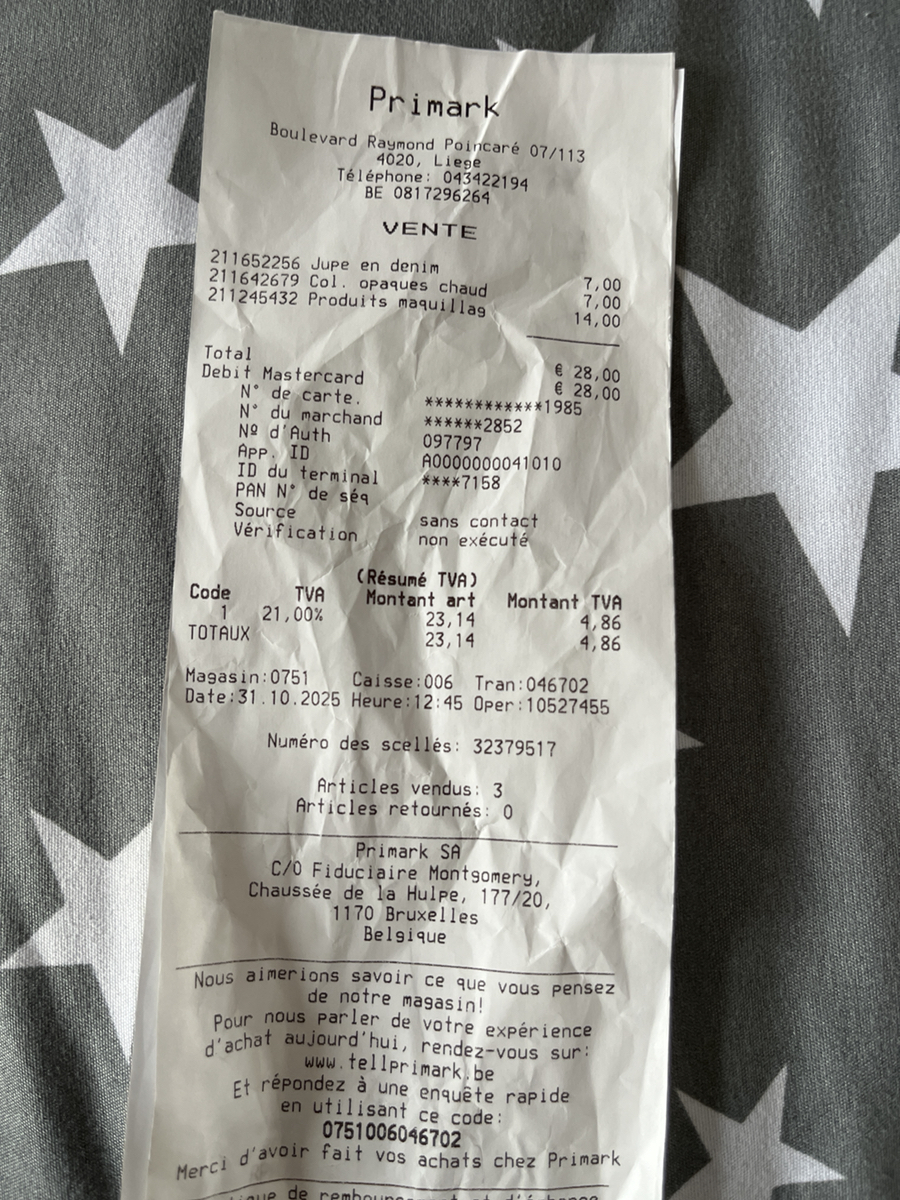 Primark
Boulevard Raymond Poincaré 07/113
4020, Liege
Téléphone: 043422194
BE 0817296264
VENTE
211652256 Jupe en denim 7,00
211642679 Col. opaques chaud 7,00
211245432 Produits maquillag 14,00
Total € 28,00
Debit Mastercard € 28,00
N° de carte. ************1985
N° du marchand ******2852
Nº d'Auth 097797
App. ID A0000000041010
ID du terminal ****7158
PAN N° de séq
Source sans contact
Vérification non exécuté
(Résumé TVA)
Code TVA Montant art Montant TVA
1 21,00% 23,14 4,86
TOTAUX 23,14 4,86
Magasin:0751 Caisse:006 Tran:046702
Date:31.10.2025 Heure:12:45 Oper:10527455
Numéro des scellés: 32379517
Articles vendus: 3
Articles retournés: 0
Primark SA
C/O Fiduciaire Montgomery,
Chaussée de la Hulpe, 177/20,
1170 Bruxelles
Belgique
Nous aimerions savoir ce que vous pensez
de notre magasin!
Pour nous parler de votre expérience
d'achat aujourd'hui, rendez-vous sur:
www.tellprimark.be
Et répondez à une enquête rapide
en utilisant ce code:
0751006046702
Merci d'avoir fait vos achats chez Primark
de